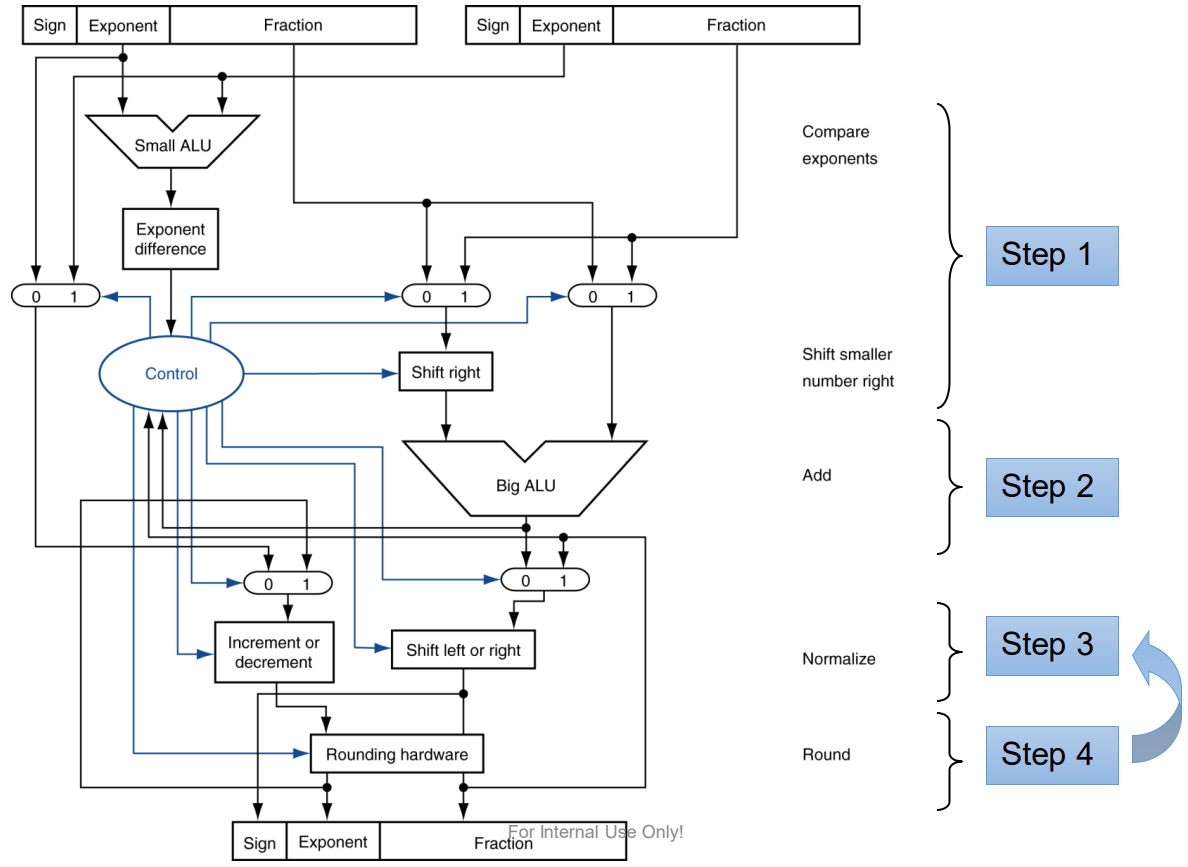 Sign Exponent Fraction
Sign Exponent Fraction
Small ALU
Compare
exponents
Exponent
difference
Step 1
0 1
0 1
0 1
Control
Shift right
Shift smaller
number right
Big ALU
Add
Step 2
0 1
0 1
Increment or
decrement
Shift left or right
Normalize
Step 3
Rounding hardware
Round
Step 4
For Internal Use Only!
Sign Exponent Fraction